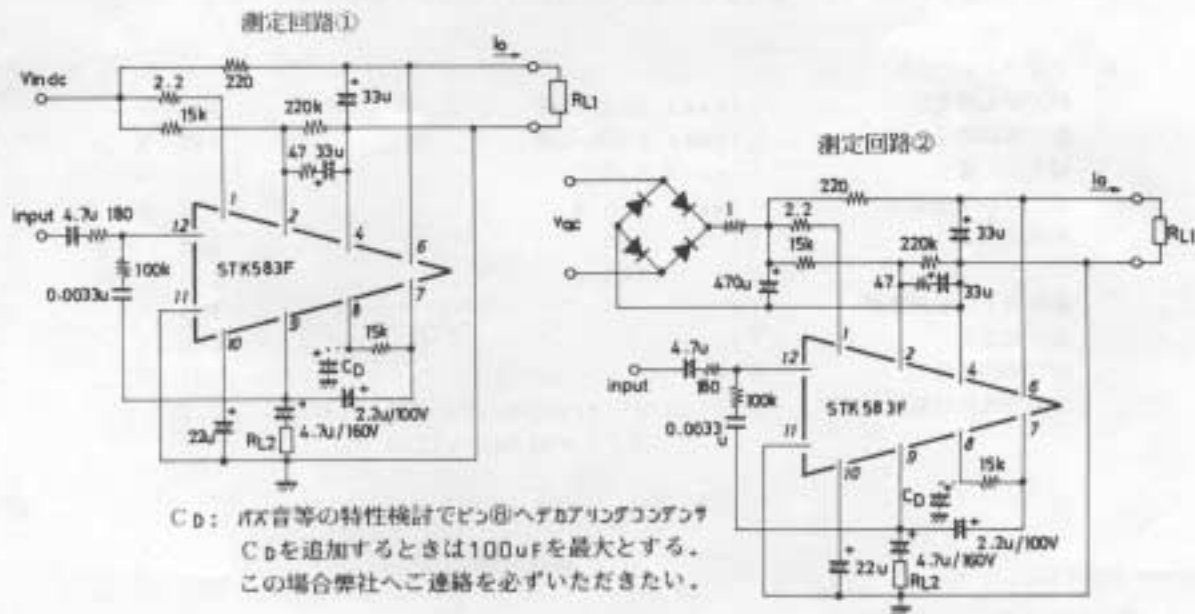 測定回路①
Vin dc
2.2
220
Io
15k
220k
33u
RL1
47 33u
input 4.7u 180
12
1
2
4
6
100k
STK583F
7
0.0033u
11
10
9
8
15k
CD
2.2u/100V
22u
4.7u/160V
RL2
測定回路②
vac
220
Io
1
2.2
33u
RL1
15k
220k
470u
47
33u
4.7u
input
180
12
1
2
4
6
100k
STK583F
7
0.0033
u
11
10
9
8
15k
CD
2.2u/100V
22u
4.7u/160V
RL2
CD: バズ音等の特性検討でピン⑧へデカプリングコンデンサ
CDを追加するときは100uFを最大とする.
この場合弊社へご連絡を必ずいただきたい.